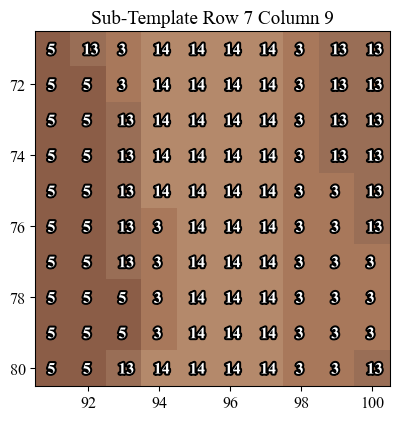 Sub-Template Row 7 Column 9
5 13 3 14 14 14 14 3 13 13
72 5 5 3 14 14 14 14 3 13 13
5 5 13 14 14 14 14 3 13 13
74 5 5 13 14 14 14 14 3 13 13
5 5 13 14 14 14 14 3 3 13
76 5 5 13 3 14 14 14 3 3 13
5 5 13 3 14 14 14 3 3 3
78 5 5 5 3 14 14 14 3 3 3
5 5 5 3 14 14 14 3 3 3
80 5 5 13 14 14 14 14 3 3 13
92 94 96 98 100